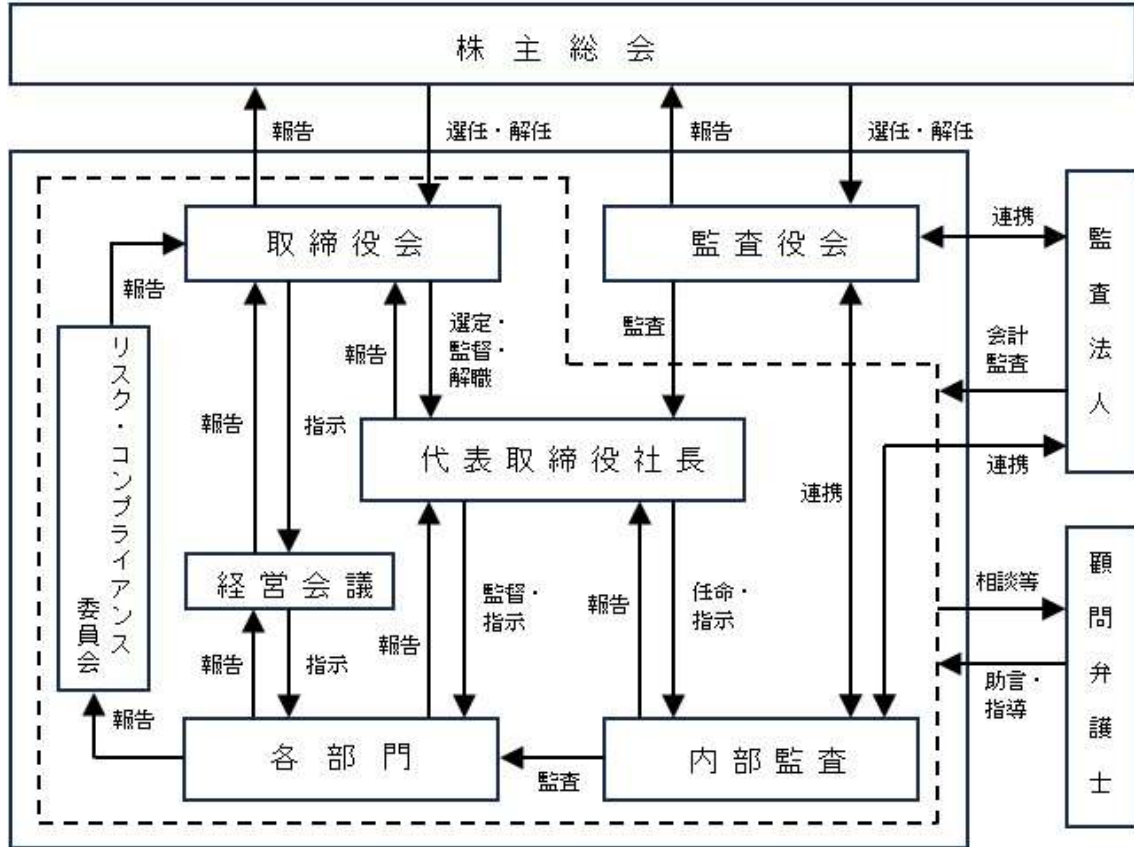 株主総会
報告
選任・解任
報告
選任・解任
取締役会
監査役会
連携
監査法人
報告
リスク・コンプライアンス
委員会
報告
選定・
監督・
解職
監査
会計
監査
報告
指示
代表取締役社長
連携
連携
経営会議
監督・
指示
報告
任命・
指示
相談等
顧問弁護士
報告
指示
報告
助言・
指導
報告
各部門
監査
内部監査